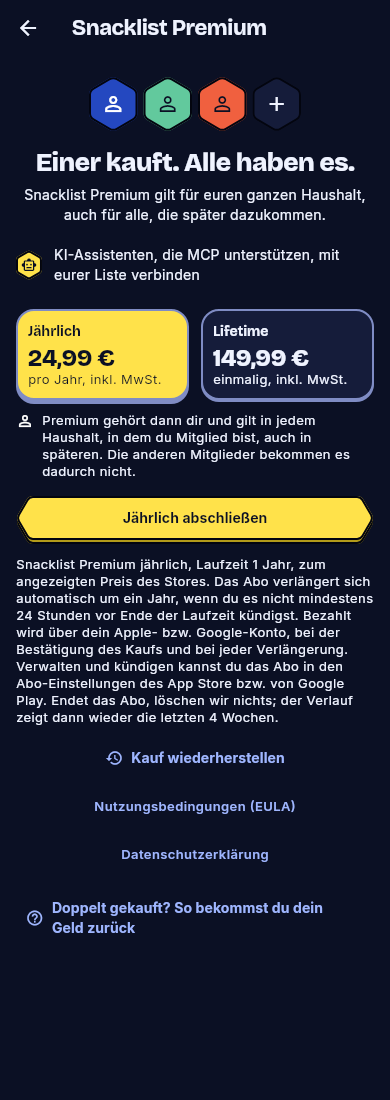 Snacklist Premium
Einer kauft. Alle haben es.
Snacklist Premium gilt für euren ganzen Haushalt,
auch für alle, die später dazukommen.
KI-Assistenten, die MCP unterstützen, mit
eurer Liste verbinden
Jährlich
24,99 €
pro Jahr, inkl. MwSt.
Lifetime
149,99 €
einmalig, inkl. MwSt.
Premium gehört dann dir und gilt in jedem
Haushalt, in dem du Mitglied bist, auch in
späteren. Die anderen Mitglieder bekommen es
dadurch nicht.
Jährlich abschließen
Snacklist Premium jährlich, Laufzeit 1 Jahr, zum
angezeigten Preis des Stores. Das Abo verlängert sich
automatisch um ein Jahr, wenn du es nicht mindestens
24 Stunden vor Ende der Laufzeit kündigst. Bezahlt
wird über dein Apple- bzw. Google-Konto, bei der
Bestätigung des Kaufs und bei jeder Verlängerung.
Verwalten und kündigen kannst du das Abo in den
Abo-Einstellungen des App Store bzw. von Google
Play. Endet das Abo, löschen wir nichts; der Verlauf
zeigt dann wieder die letzten 4 Wochen.
Kauf wiederherstellen
Nutzungsbedingungen (EULA)
Datenschutzerklärung
Doppelt gekauft? So bekommst du dein
Geld zurück